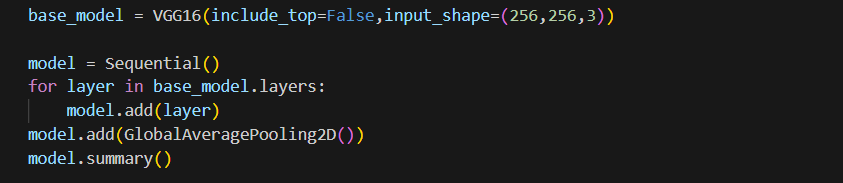 base_model = VGG16(include_top=False,input_shape=(256,256,3))
model = Sequential()
for layer in base_model.layers:
    model.add(layer)
model.add(GlobalAveragePooling2D())
model.summary()